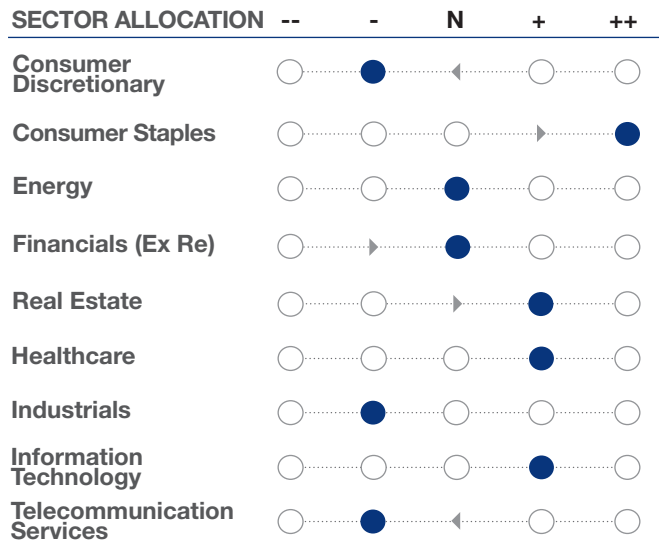 SECTOR ALLOCATION -- - N + ++
Consumer
Discretionary
Consumer Staples
Energy
Financials (Ex Re)
Real Estate
Healthcare
Industrials
Information
Technology
Telecommunication
Services